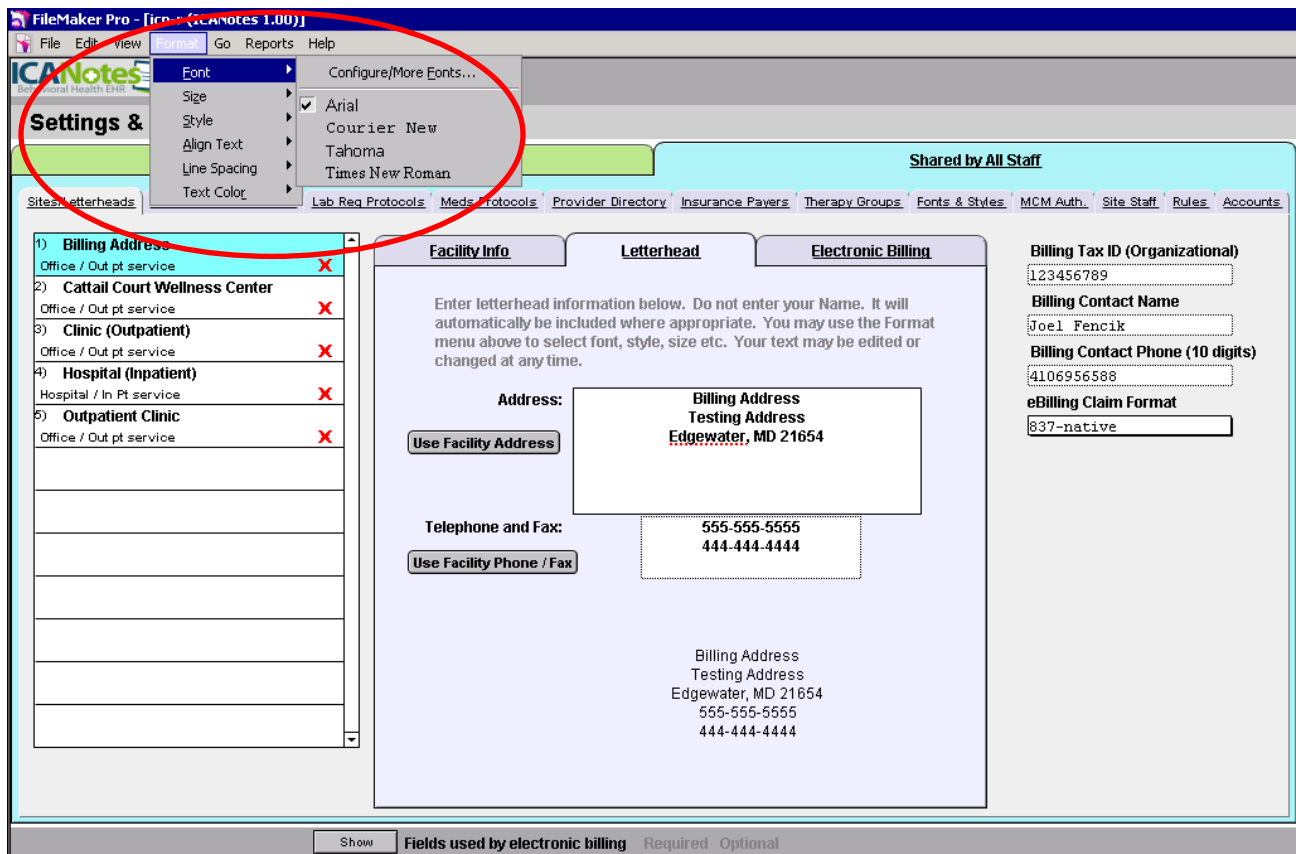 FileMaker Pro - [icn-r (ICANotes 1.00)]
File Edit View Format Go Reports Help
ICANotes
Behavioral Health EHR
Font
Size
Style
Align Text
Line Spacing
Text Color
Configure/More Fonts...
Arial
Courier New
Tahoma
Times New Roman
Settings &
Shared by All Staff
Sites/Letterheads Lab Req Protocols Meds Protocols Provider Directory Insurance Payers Therapy Groups Fonts & Styles MCM Auth. Site Staff Rules Accounts
1) Billing Address
Office / Out pt service X
2) Cattail Court Wellness Center
Office / Out pt service X
3) Clinic (Outpatient)
Office / Out pt service X
4) Hospital (Inpatient)
Hospital / In Pt service X
5) Outpatient Clinic
Office / Out pt service X
Facility Info Letterhead Electronic Billing
Enter letterhead information below. Do not enter your Name. It will
automatically be included where appropriate. You may use the Format
menu above to select font, style, size etc. Your text may be edited or
changed at any time.
Address:
Use Facility Address
Billing Address
Testing Address
Edgewater, MD 21654
Telephone and Fax:
Use Facility Phone / Fax
555-555-5555
444-444-4444
Billing Address
Testing Address
Edgewater, MD 21654
555-555-5555
444-444-4444
Billing Tax ID (Organizational)
123456789
Billing Contact Name
Joel Fencik
Billing Contact Phone (10 digits)
4106956588
eBilling Claim Format
837-native
Show Fields used by electronic billing Required Optional